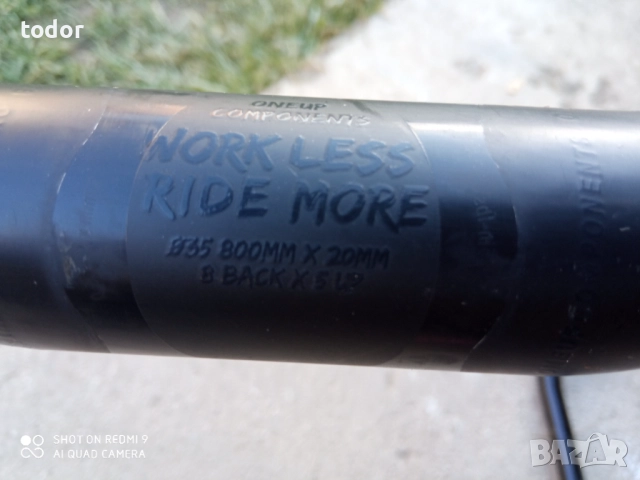 todor
ONEUP
COMPONENTS
WORK LESS
RIDE MORE
Ø35 800MM X 20MM
8 BACK X 5 UP
COMPONENTS
SHOT ON REDMI 9
AI QUAD CAMERA
BAZAR